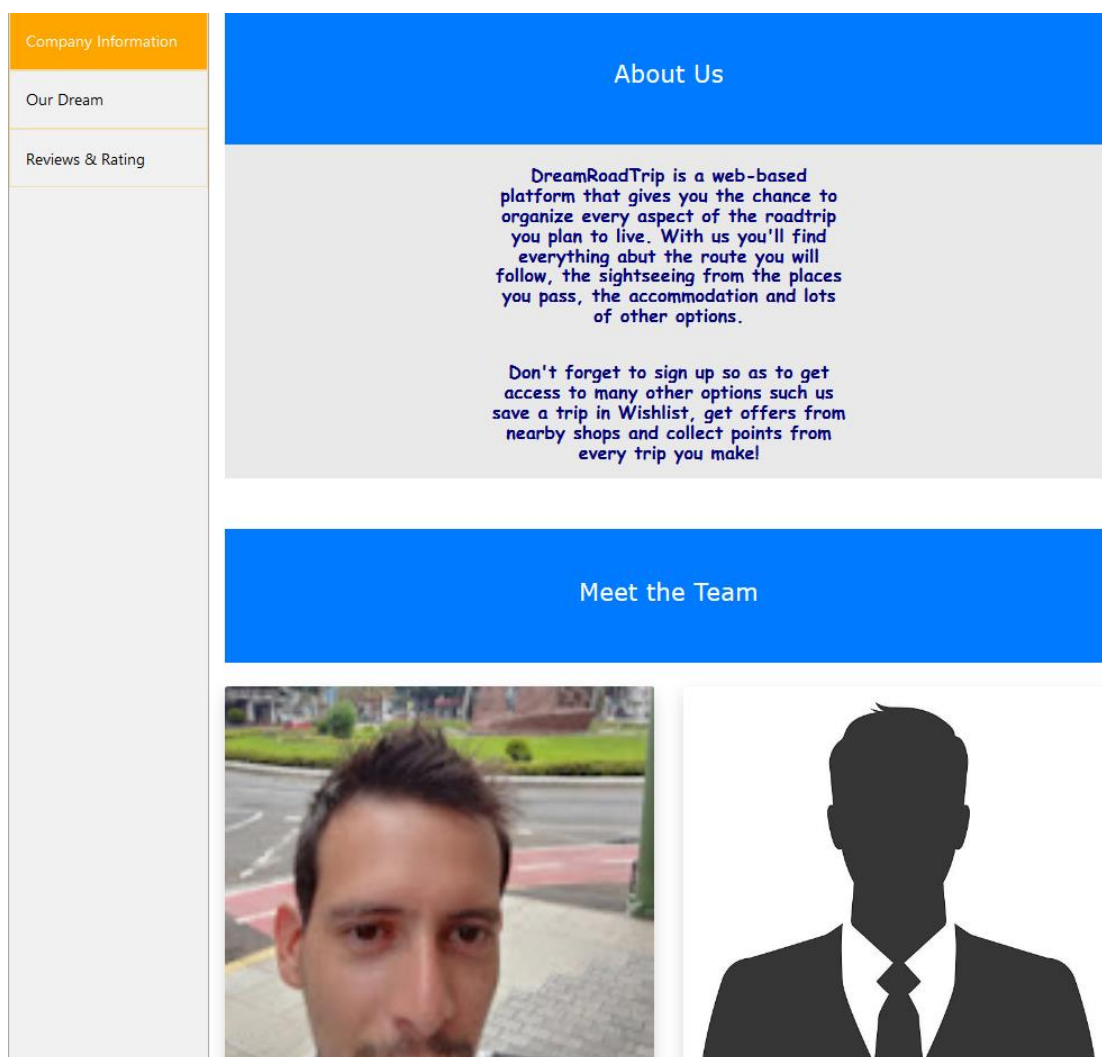 Company Information
Our Dream
Reviews & Rating
About Us
DreamRoadTrip is a web-based
platform that gives you the chance to
organize every aspect of the roadtrip
you plan to live. With us you'll find
everything abut the route you will
follow, the sightseeing from the places
you pass, the accommodation and lots
of other options.
Don't forget to sign up so as to get
access to many other options such us
save a trip in Wishlist, get offers from
nearby shops and collect points from
every trip you make!
Meet the Team